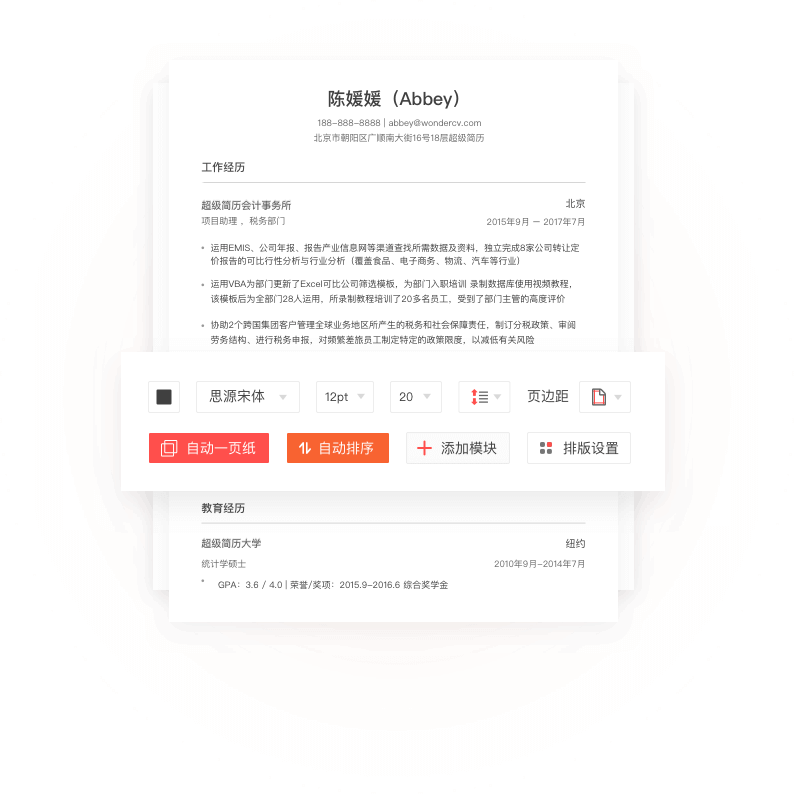 陈媛媛（Abbey）
188-888-8888 | abbey@wondercv.com
北京市朝阳区广顺南大街16号18层超级简历
工作经历
超级简历会计事务所 北京
项目助理 ，税务部门 2015年9月 — 2017年7月
• 运用EMIS、公司年报、报告产业信息网等渠道查找所需数据及资料，独立完成8家公司转让定
价报告的可比行性分析与行业分析（覆盖食品、电子商务、物流、汽车等行业）
• 运用VBA为部门更新了Excel可比公司筛选模板，为部门入职培训 录制数据库使用视频教程，
该模板后为全部门28人运用，所录制教程培训了20多名员工，受到了部门主管的高度评价
• 协助2个跨国集团客户管理全球业务地区所产生的税务和社会保障责任，制订分税政策、审阅
劳务结构、进行税务申报，对频繁差旅员工制定特定的政策限度，以减低有关风险
思源宋体 12pt 20 页边距
自动一页纸 自动排序 添加模块 排版设置
教育经历
超级简历大学 纽约
统计学硕士 2010年9月-2014年7月
• GPA：3.6 / 4.0 | 荣誉/奖项：2015.9-2016.6 综合奖学金